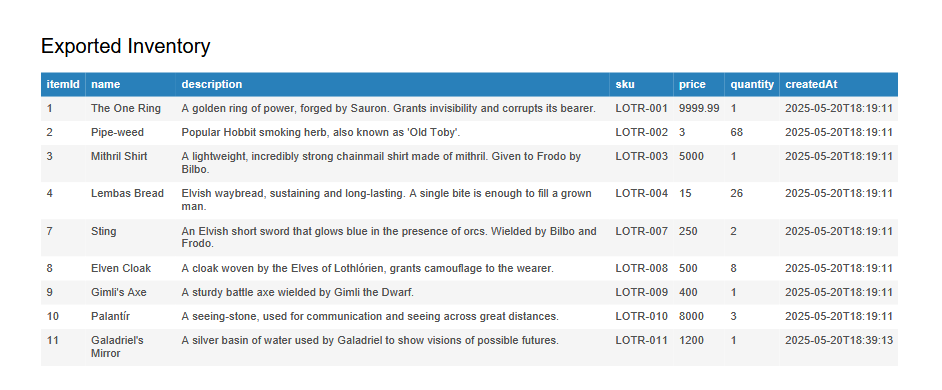 Exported Inventory
itemId name description sku price quantity createdAt
1 The One Ring A golden ring of power, forged by Sauron. Grants invisibility and corrupts its bearer. LOTR-001 9999.99 1 2025-05-20T18:19:11
2 Pipe-weed Popular Hobbit smoking herb, also known as 'Old Toby'. LOTR-002 3 68 2025-05-20T18:19:11
3 Mithril Shirt A lightweight, incredibly strong chainmail shirt made of mithril. Given to Frodo by LOTR-003 5000 1 2025-05-20T18:19:11
Bilbo.
4 Lembas Bread Elvish waybread, sustaining and long-lasting. A single bite is enough to fill a grown LOTR-004 15 26 2025-05-20T18:19:11
man.
7 Sting An Elvish short sword that glows blue in the presence of orcs. Wielded by Bilbo and LOTR-007 250 2 2025-05-20T18:19:11
Frodo.
8 Elven Cloak A cloak woven by the Elves of Lothlórien, grants camouflage to the wearer. LOTR-008 500 8 2025-05-20T18:19:11
9 Gimli's Axe A sturdy battle axe wielded by Gimli the Dwarf. LOTR-009 400 1 2025-05-20T18:19:11
10 Palantír A seeing-stone, used for communication and seeing across great distances. LOTR-010 8000 3 2025-05-20T18:19:11
11 Galadriel's A silver basin of water used by Galadriel to show visions of possible futures. LOTR-011 1200 1 2025-05-20T18:39:13
Mirror